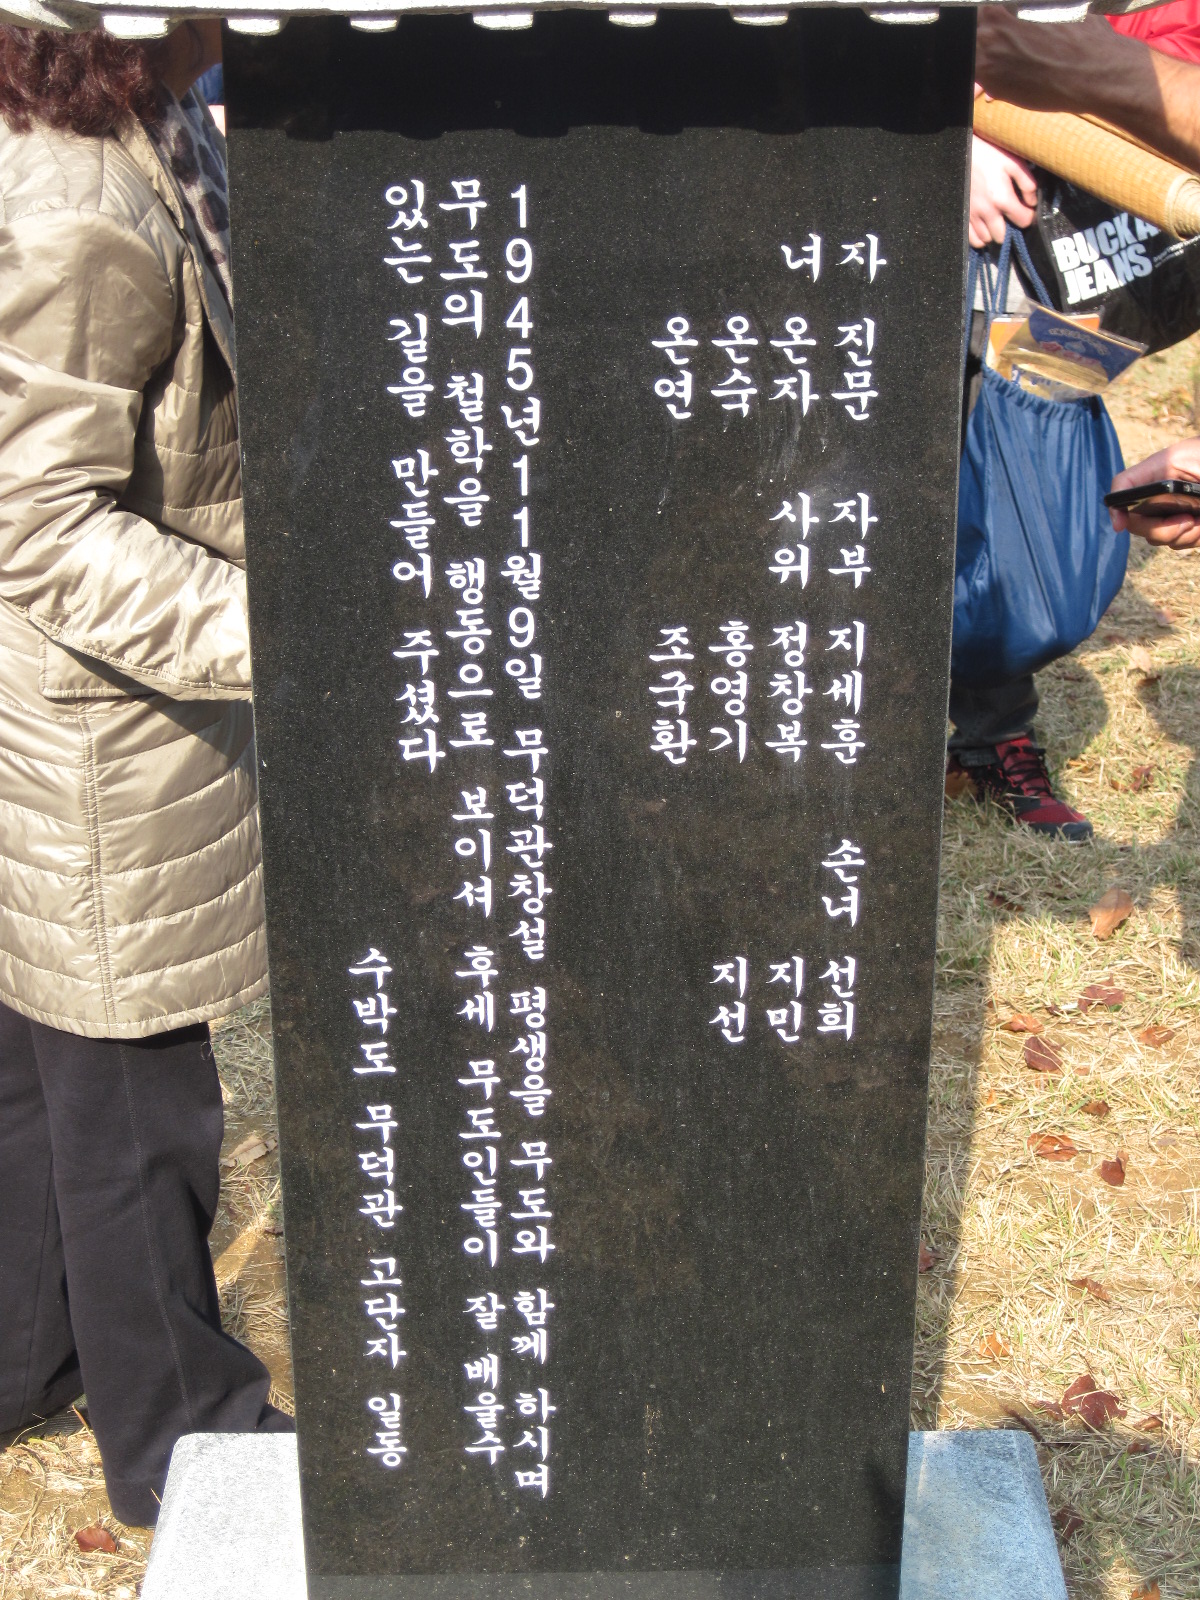 자 진문 자부 지세훈 손녀 선희
녀 온자 사위 정창복 지민
온숙 홍영기 지선
온연 조국환
1945년11월9일 무덕관창설 평생을 무도와 함께 하시며
무도의 철학을 행동으로 보이셔 후세 무도인들이 잘 배울수
있는 길을 만들어 주셨다
수박도 무덕관 고단자 일동
BUCK A
JEANS